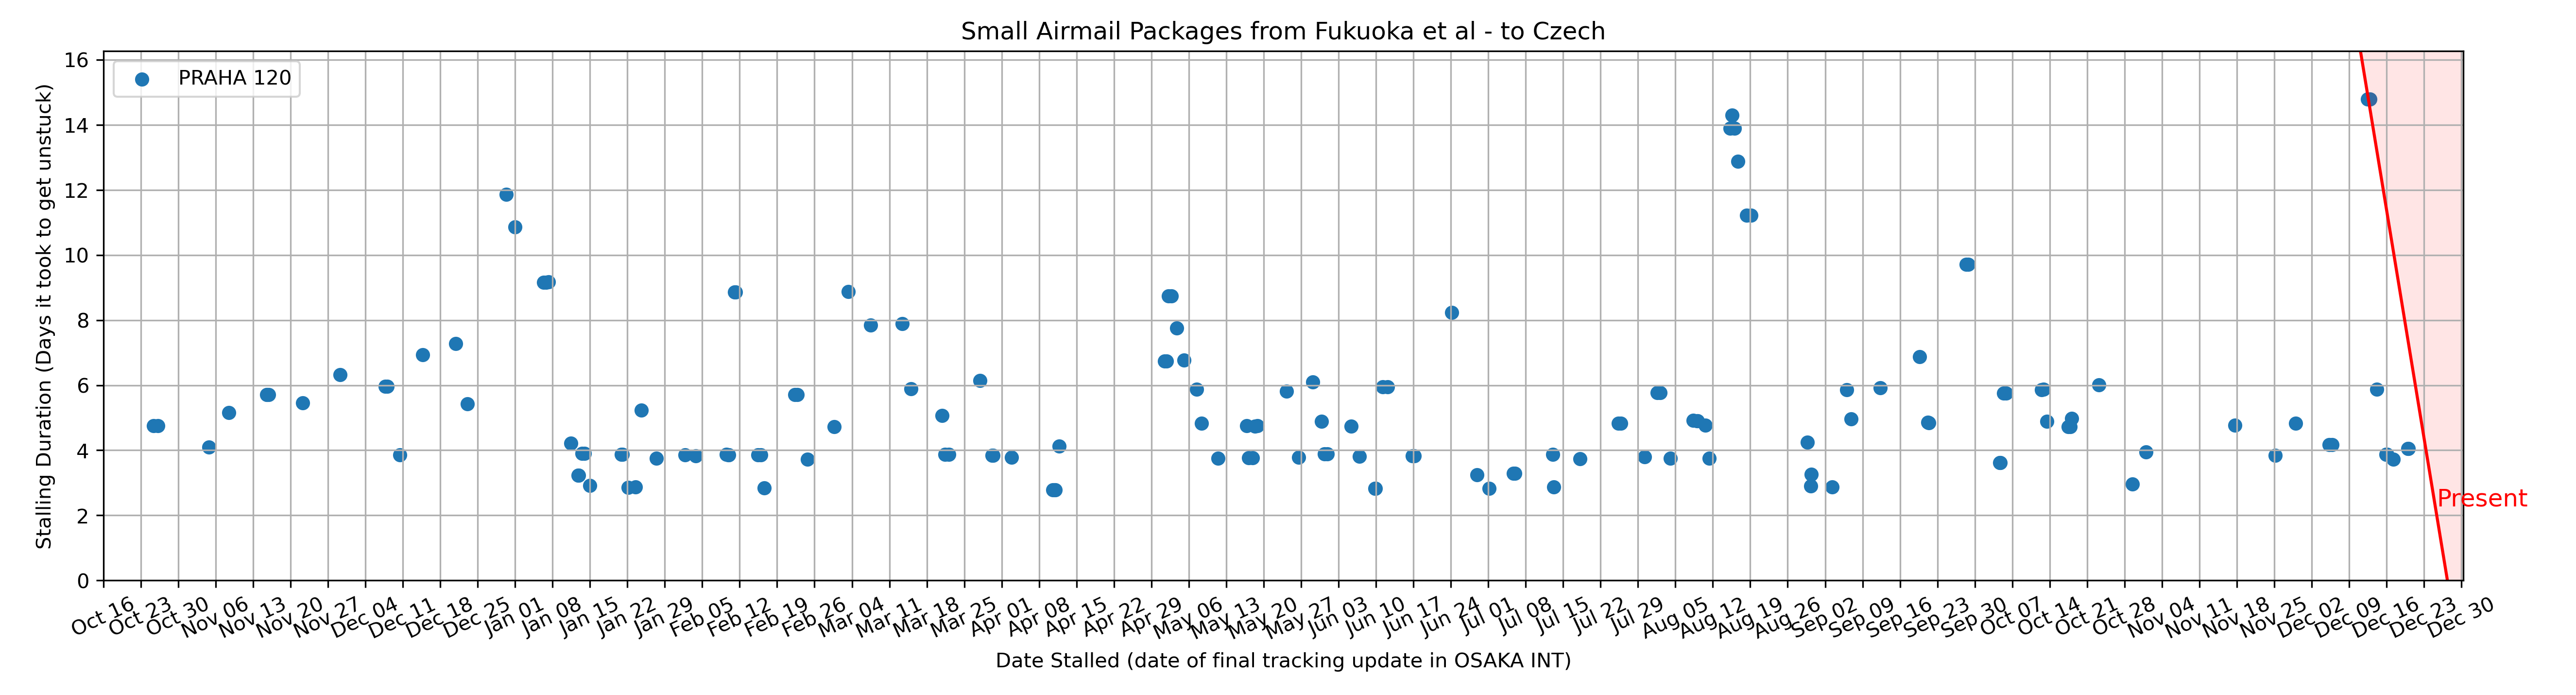 Small Airmail Packages from Fukuoka et al - to Czech
PRAHA 120
Stalling Duration (Days it took to get unstuck)
16
14
12
10
8
6
4
2
0
Present
Oct 16
Oct 23
Oct 30
Nov 06
Nov 13
Nov 20
Nov 27
Dec 04
Dec 11
Dec 18
Dec 25
Jan 01
Jan 08
Jan 15
Jan 22
Jan 29
Feb 05
Feb 12
Feb 19
Feb 26
Mar 04
Mar 11
Mar 18
Mar 25
Apr 01
Apr 08
Apr 15
Apr 22
Apr 29
May 06
May 13
May 20
May 27
Jun 03
Jun 10
Jun 17
Jun 24
Jul 01
Jul 08
Jul 15
Jul 22
Jul 29
Aug 05
Aug 12
Aug 19
Aug 26
Sep 02
Sep 09
Sep 16
Sep 23
Sep 30
Oct 07
Oct 14
Oct 21
Oct 28
Nov 04
Nov 11
Nov 18
Nov 25
Dec 02
Dec 09
Dec 16
Dec 23
Dec 30
Date Stalled (date of final tracking update in OSAKA INT)